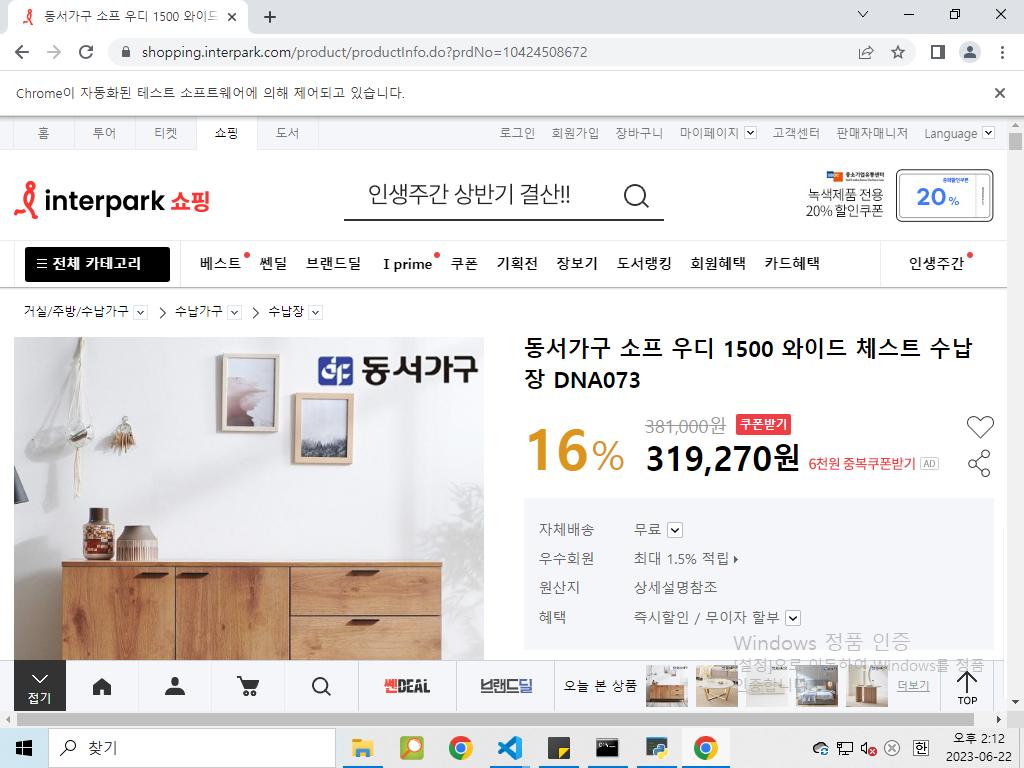 동서가구 소프 우디 1500 와이드
shopping.interpark.com/product/productInfo.do?prdNo=10424508672
Chrome이 자동화된 테스트 소프트웨어에 의해 제어되고 있습니다.
홈 투어 티켓 쇼핑 도서 로그인 회원가입 장바구니 마이페이지 고객센터 판매자매니저 Language
interpark 쇼핑
인생주간 상반기 결산!!
중소기업유통센터
녹색제품 전용
20% 할인쿠폰
중복할인쿠폰
20%
전체 카테고리 베스트 쎈딜 브랜드딜 I prime 쿠폰 기획전 장보기 도서랭킹 회원혜택 카드혜택 인생주간
거실/주방/수납가구 수납가구 수납장
동서가구
동서가구 소프 우디 1500 와이드 체스트 수납
장 DNA073
16%
381,000원 쿠폰받기
319,270원 6천원 중복쿠폰받기 AD
자체배송 무료
우수회원 최대 1.5% 적립
원산지 상세설명참조
혜택 즉시할인 / 무이자 할부
Windows 정품 인증
[설정]으로 이동하여 Windows를 정품
인증합니다.
접기
쎈DEAL
브랜드딜
오늘 본 상품
더보기
TOP
찾기
한
오후 2:12
2023-06-22